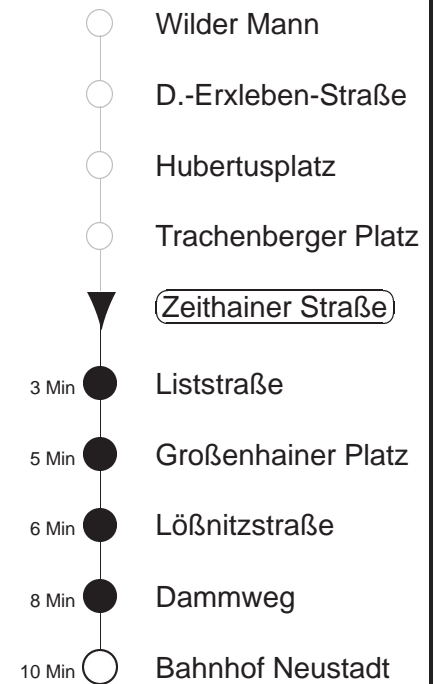 Wilder Mann
D.-Erxleben-Straße
Hubertusplatz
Trachenberger Platz
Zeithainer Straße
3 Min Liststraße
5 Min Großenhainer Platz
6 Min Lößnitzstraße
8 Min Dammweg
10 Min Bahnhof Neustadt